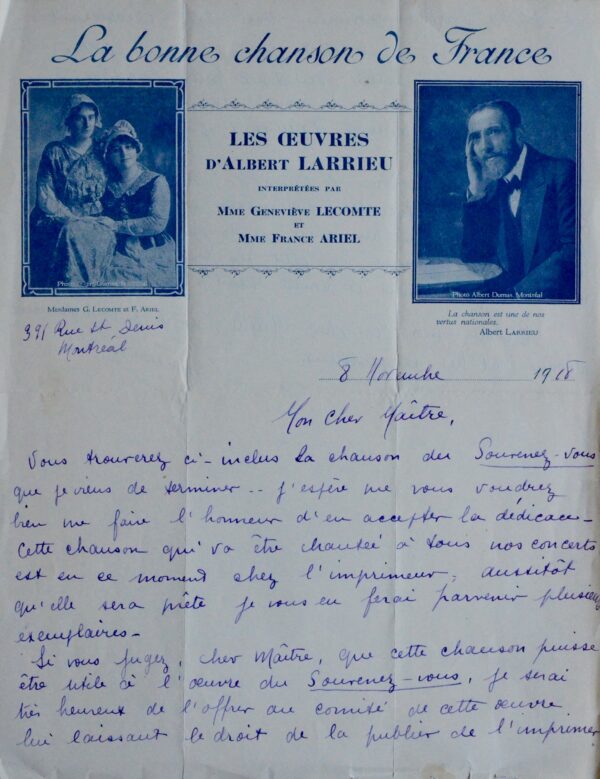 La bonne chanson de France
LES ŒUVRES
D'ALBERT LARRIEU
INTERPRÉTÉES PAR
MME GENEVIÈVE LECOMTE
ET
MME FRANCE ARIEL
Photo Albert Dumas, Montréal
Mesdames G. LECOMTE et F. ARIEL
La chanson est une de nos
vertus nationales.
Albert LARRIEU
391 Rue St Denis
Montréal
8 Novembre 1918
Mon cher Maître,
Vous trouverez ci-inclus la chanson du Souvenez-vous
que je viens de terminer -- j'espère que vous voudrez
bien me faire l'honneur d'en accepter la dédicace -
Cette chanson qui va être chantée à tous nos concerts
est en ce moment chez l'imprimeur, aussitôt
qu'elle sera prête je vous en ferai parvenir plusieurs
exemplaires -
Si vous jugez, cher Maître, que cette chanson puisse
être utile à l'œuvre du Souvenez-vous, je serai
très heureux de l'offrir au comité de cette œuvre
lui laissant le droit de la publier de l'imprimer